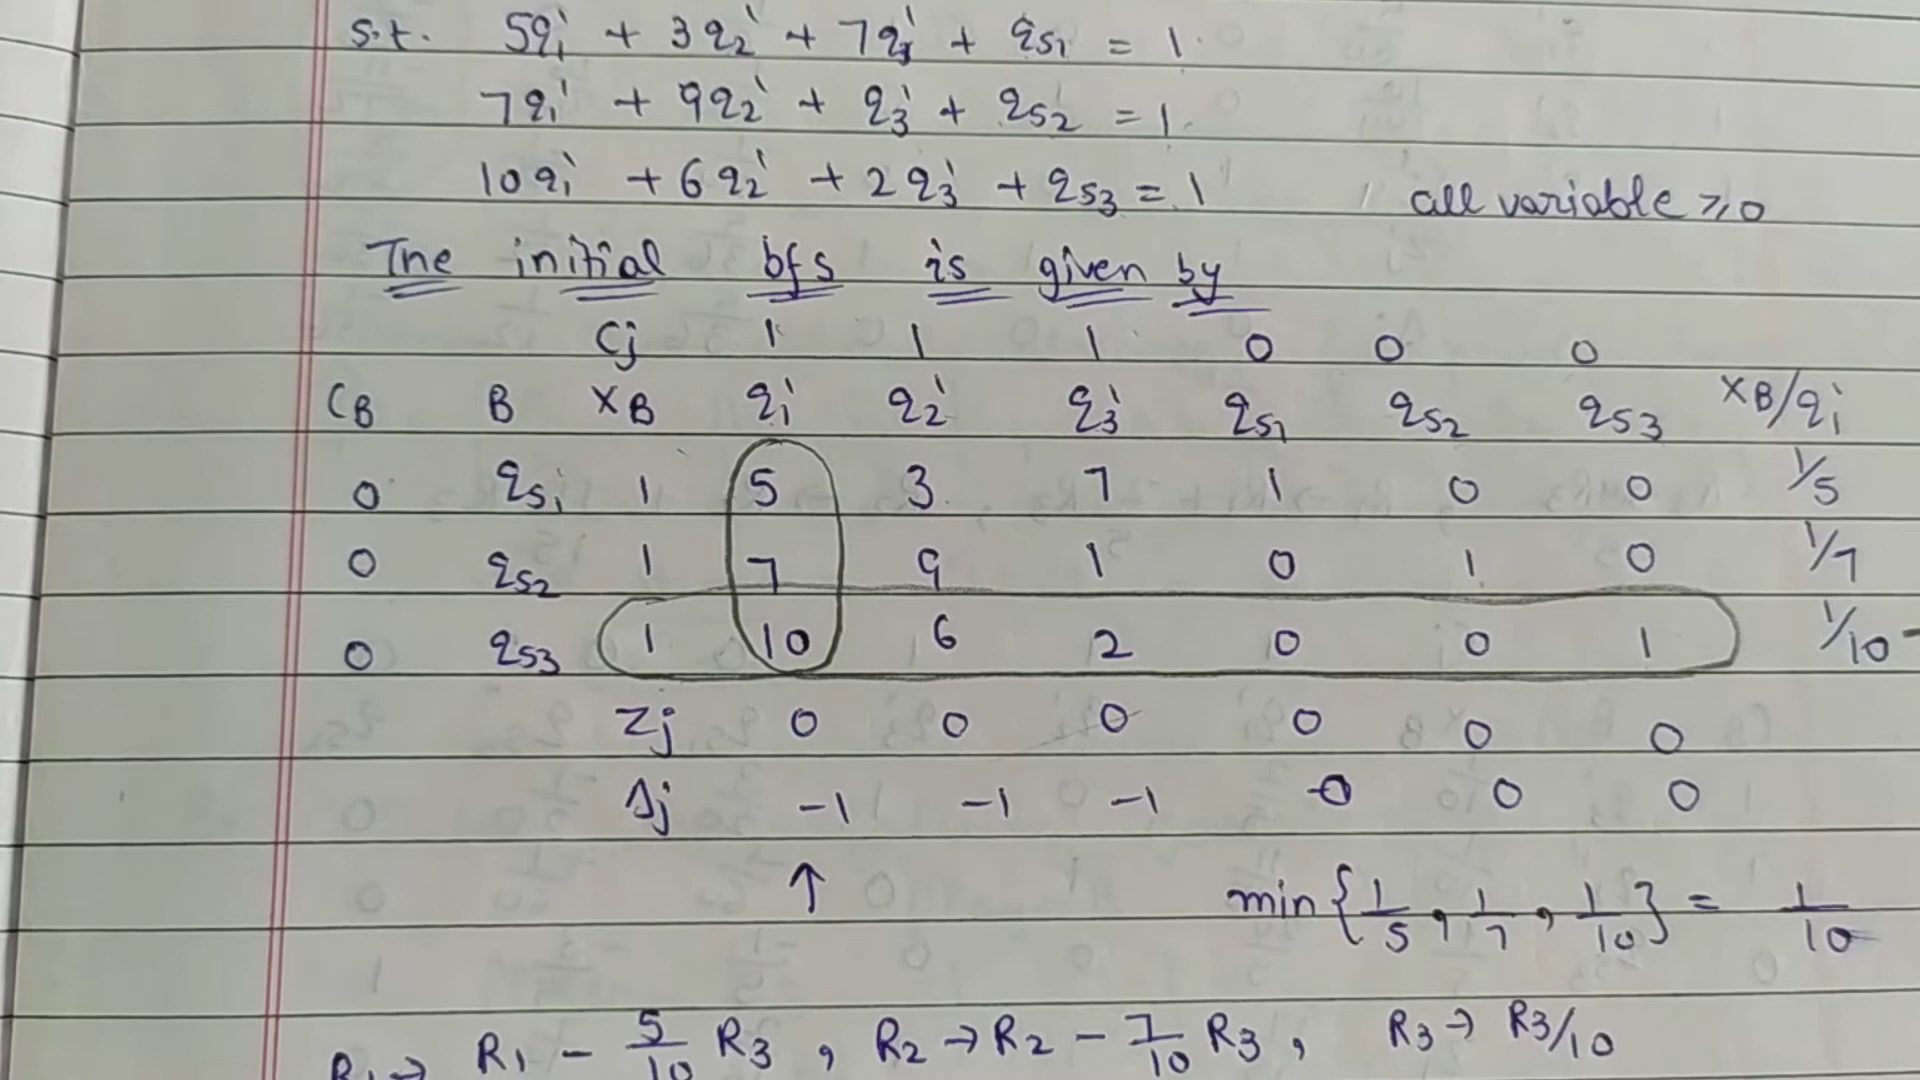 s.t. 5q₁' + 3q₂' + 7q₃' + qs₁ = 1.
7q₁' + 9q₂' + q₃' + qs₂ = 1.
10q₁' + 6q₂' + 2q₃' + qs₃ = 1 all variable ≥ 0
The initial bfs is given by
Cj 1 1 1 0 0 0
CB B XB q₁' q₂' q₃' qs₁ qs₂ qs₃ XB/q₁
0 qs₁ 1 5 3 7 1 0 0 1/5
0 qs₂ 1 7 9 1 0 1 0 1/7
0 qs₃ 1 10 6 2 0 0 1 1/10 -
Zj 0 0 0 0 0 0
Δj -1 -1 -1 0 0 0
↑ min{1/5, 1/7, 1/10} = 1/10
R₁ → R₁ - 5/10 R₃, R₂ → R₂ - 7/10 R₃, R₃ → R₃/10